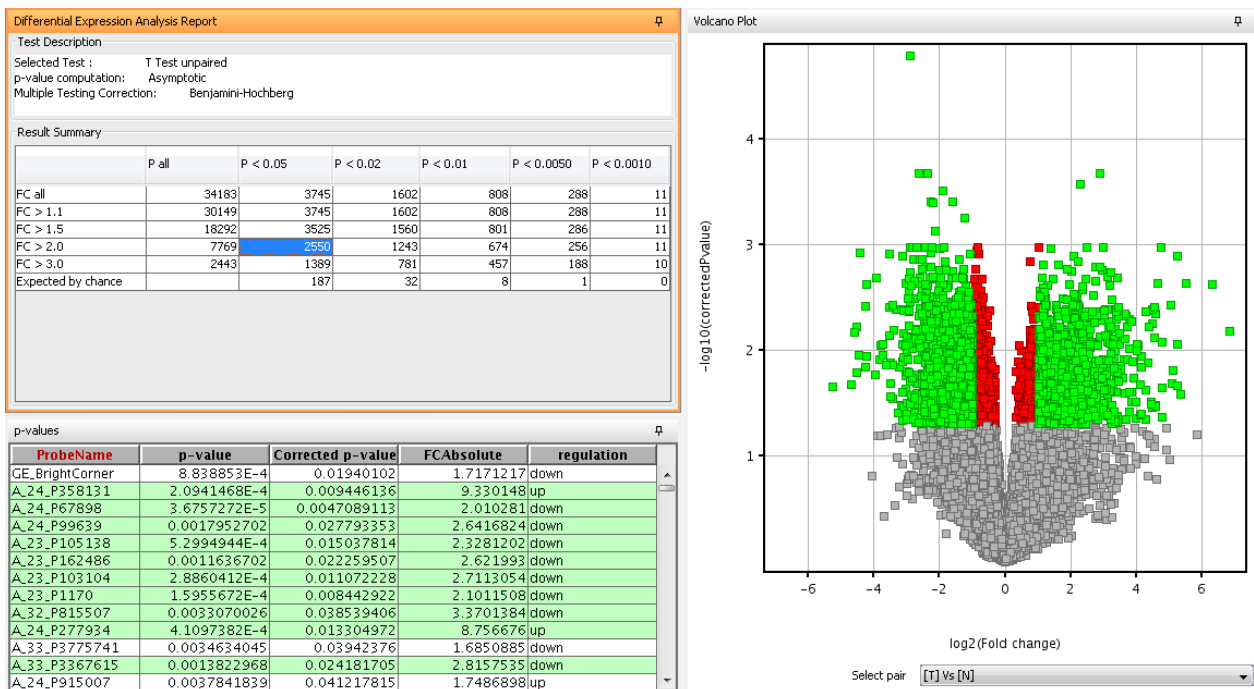 Differential Expression Analysis Report
Test Description
Selected Test : T Test unpaired
p-value computation: Asymptotic
Multiple Testing Correction: Benjamini-Hochberg
Result Summary
P all P < 0.05 P < 0.02 P < 0.01 P < 0.0050 P < 0.0010
FC all 34183 3745 1602 808 288 11
FC > 1.1 30149 3745 1602 808 288 11
FC > 1.5 18292 3525 1560 801 286 11
FC > 2.0 7769 2550 1243 674 256 11
FC > 3.0 2443 1389 781 457 188 10
Expected by chance 187 32 8 1 0
p-values
ProbeName p-value Corrected p-value FCAbsolute regulation
GE_BrightCorner 8.838853E-4 0.01940102 1.7171217 down
A_24_P358131 2.0941468E-4 0.009446136 9.330148 up
A_24_P67898 3.6757272E-5 0.0047089113 2.010281 down
A_24_P99639 0.0017952702 0.027793353 2.6416824 down
A_23_P105138 5.2994944E-4 0.015037814 2.3281202 down
A_23_P162486 0.0011636702 0.022259507 2.621993 down
A_23_P103104 2.8860412E-4 0.011072228 2.7113054 down
A_23_P1170 1.5955672E-4 0.008442922 2.1011508 down
A_32_P815507 0.0033070026 0.038539406 3.3701384 down
A_24_P277934 4.1097382E-4 0.013304972 8.756676 up
A_33_P3775741 0.0034634045 0.03942376 1.6850885 down
A_33_P3367615 0.0013822968 0.024181705 2.8157535 down
A_24_P915007 0.0037841839 0.041217815 1.7486898 up
Volcano Plot
-log10(correctedPvalue)
4
3
2
1
-6 -4 -2 0 2 4 6
log2(Fold change)
Select pair [T] Vs [N]